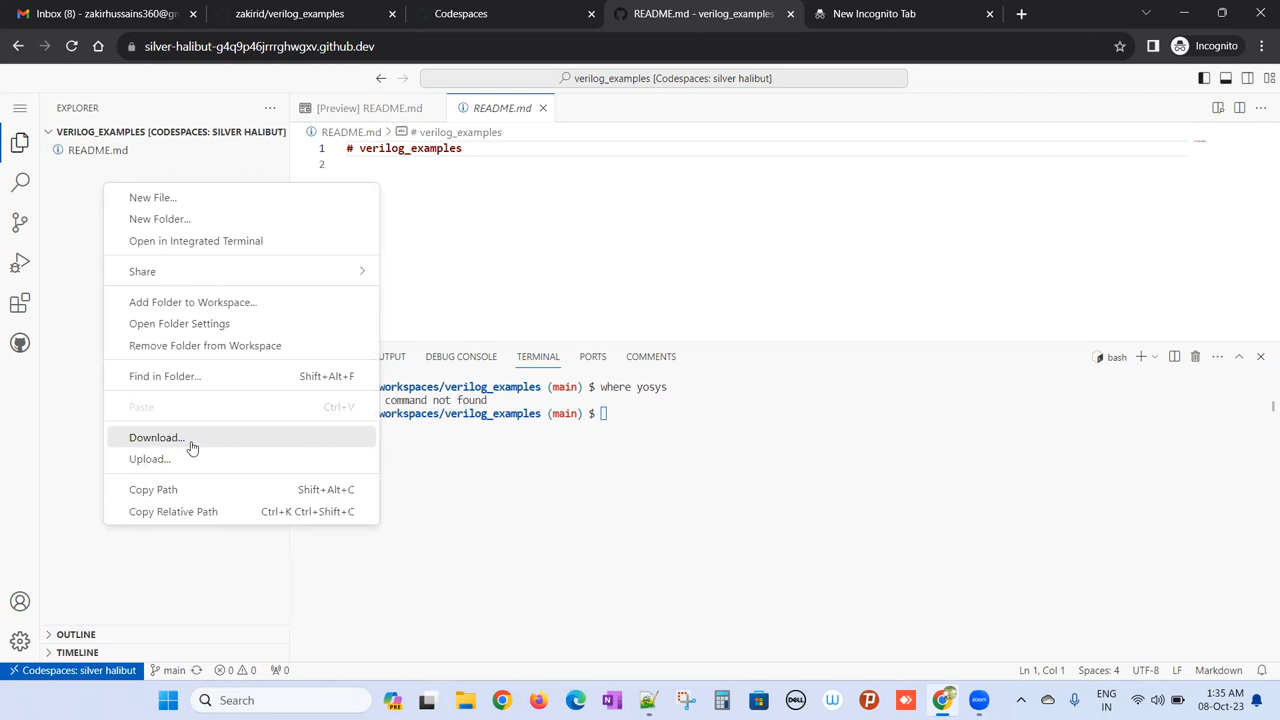 Inbox (8) - zakirhussains360@gm
zakirid/verilog_examples
Codespaces
README.md - verilog_examples
New Incognito Tab
silver-halibut-g4q9p46jrrrghwgxv.github.dev
Incognito
verilog_examples [Codespaces: silver halibut]
EXPLORER
[Preview] README.md
README.md
VERILOG_EXAMPLES [CODESPACES: SILVER HALIBUT]
README.md > # verilog_examples
README.md
1 # verilog_examples
2
New File...
New Folder...
Open in Integrated Terminal
Share
Add Folder to Workspace...
Open Folder Settings
Remove Folder from Workspace
Find in Folder... Shift+Alt+F
Paste Ctrl+V
Download...
Upload...
Copy Path Shift+Alt+C
Copy Relative Path Ctrl+K Ctrl+Shift+C
UTPUT DEBUG CONSOLE TERMINAL PORTS COMMENTS
bash
workspaces/verilog_examples (main) $ where yosys
command not found
workspaces/verilog_examples (main) $
OUTLINE
TIMELINE
Codespaces: silver halibut main 0 0 0
Ln 1, Col 1 Spaces: 4 UTF-8 LF Markdown
Search
PRE
DELL
ENG
IN
1:35 AM
08-Oct-23